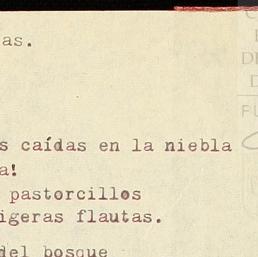 as.
s caídas en la niebla
a!
pastorcillos
igeras flautas.
del bosque